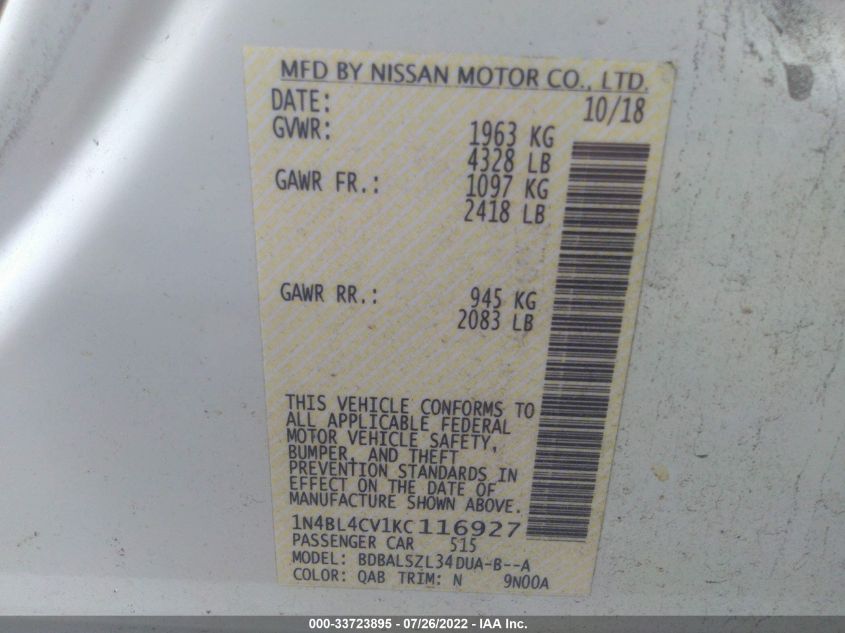 MFD BY NISSAN MOTOR CO., LTD.
DATE: 10/18
GVWR: 1963 KG
4328 LB
GAWR FR.: 1097 KG
2418 LB
GAWR RR.: 945 KG
2083 LB
THIS VEHICLE CONFORMS TO
ALL APPLICABLE FEDERAL
MOTOR VEHICLE SAFETY,
BUMPER, AND THEFT
PREVENTION STANDARDS IN
EFFECT ON THE DATE OF
MANUFACTURE SHOWN ABOVE.
1N4BL4CV1KC116927
PASSENGER CAR 515
MODEL: BDBALSZL34DUA-B--A
COLOR: QAB TRIM: N 9N00A
000-33723895 - 07/26/2022 - IAA Inc.